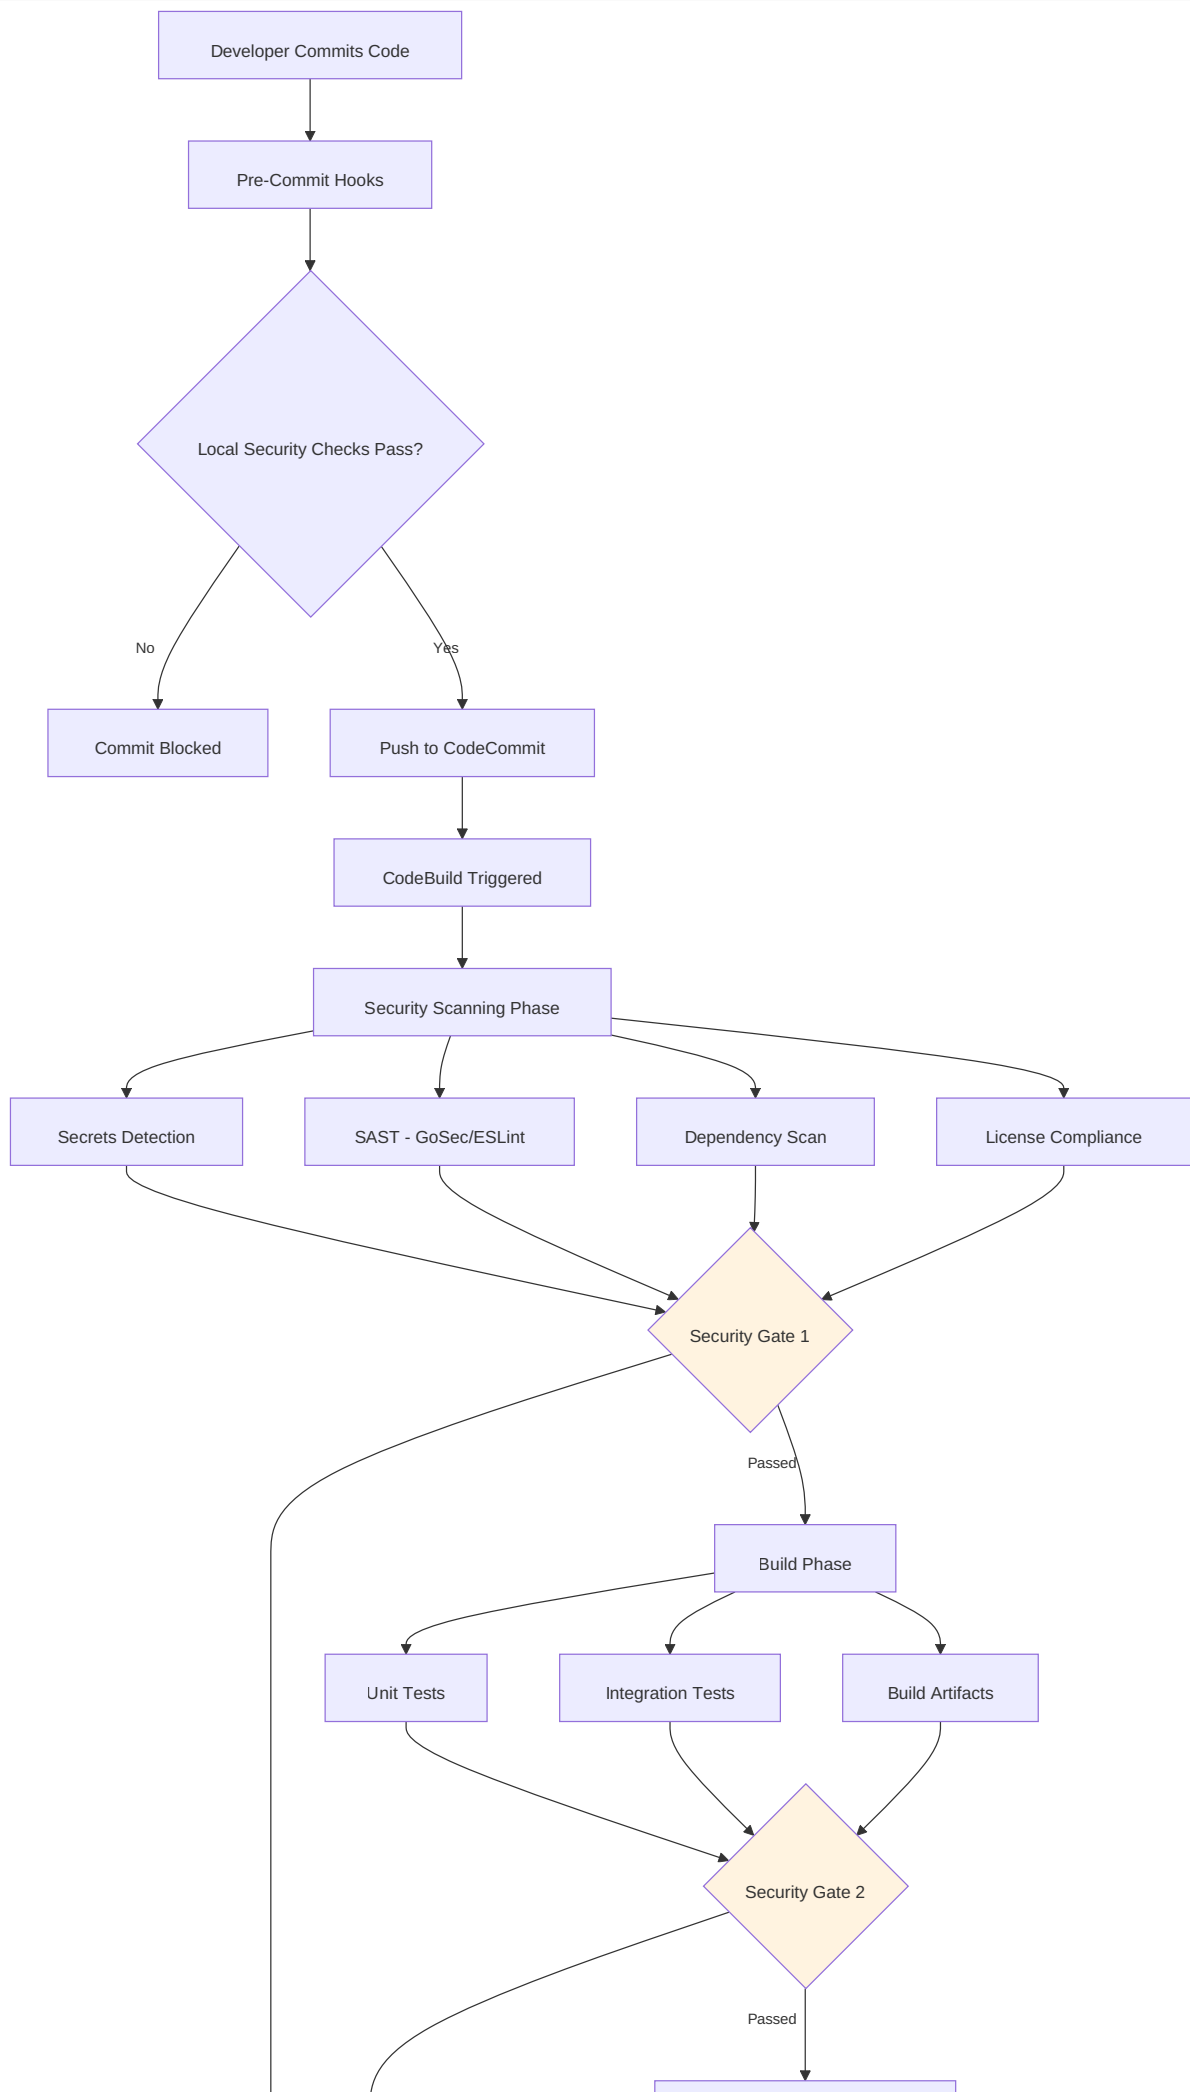 Developer Commits Code
Pre-Commit Hooks
Local Security Checks Pass?
No
Yes
Commit Blocked
Push to CodeCommit
CodeBuild Triggered
Security Scanning Phase
Secrets Detection
SAST - GoSec/ESLint
Dependency Scan
License Compliance
Security Gate 1
Passed
Build Phase
Unit Tests
Integration Tests
Build Artifacts
Security Gate 2
Passed